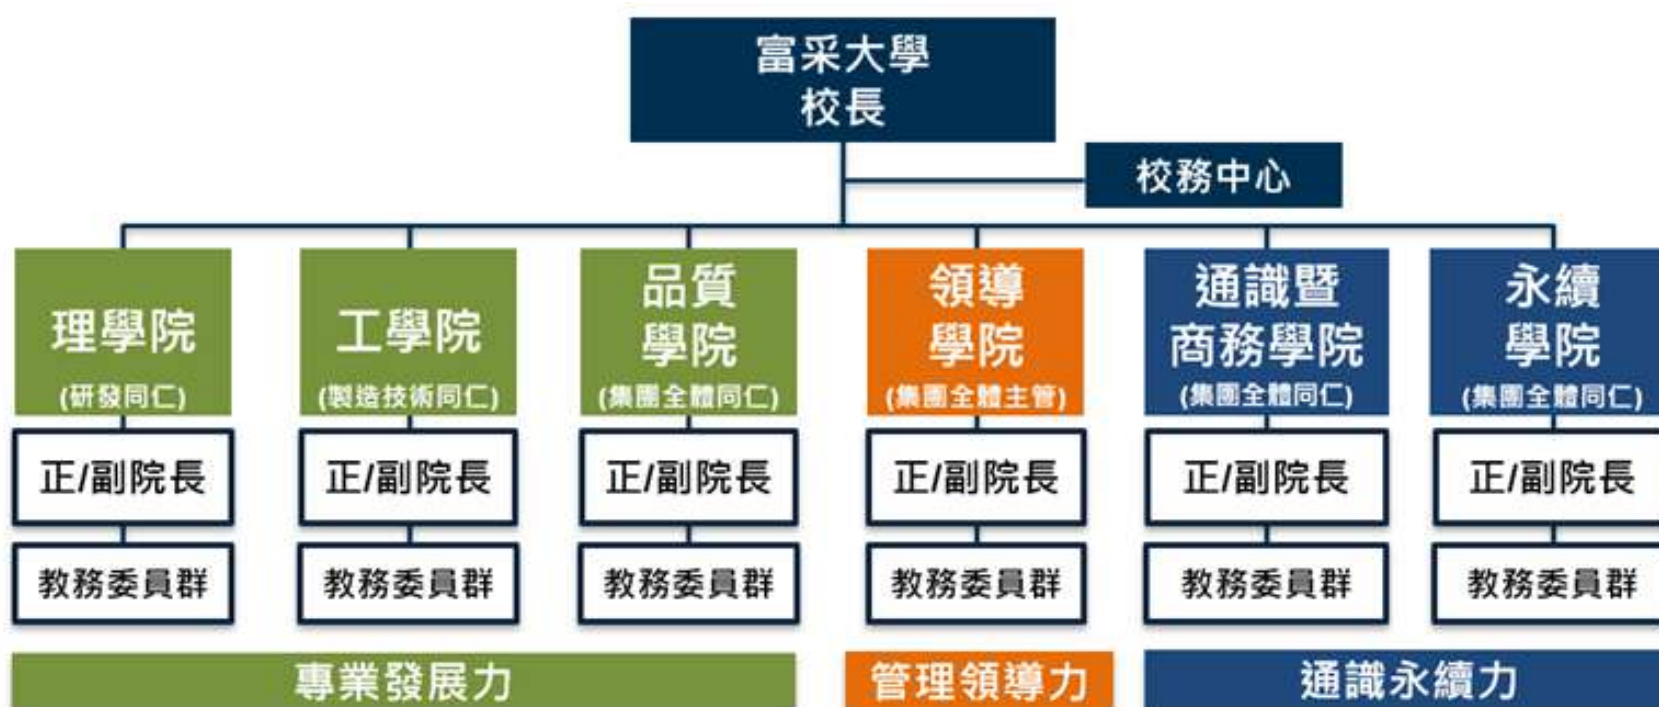 富采大學
校長
校務中心
理學院
(研發同仁)
工學院
(製造技術同仁)
品質
學院
(集團全體同仁)
領導
學院
(集團全體主管)
通識暨
商務學院
(集團全體同仁)
永續
學院
(集團全體同仁)
正/副院長
正/副院長
正/副院長
正/副院長
正/副院長
正/副院長
教務委員群
教務委員群
教務委員群
教務委員群
教務委員群
教務委員群
專業發展力
管理領導力
通識永續力